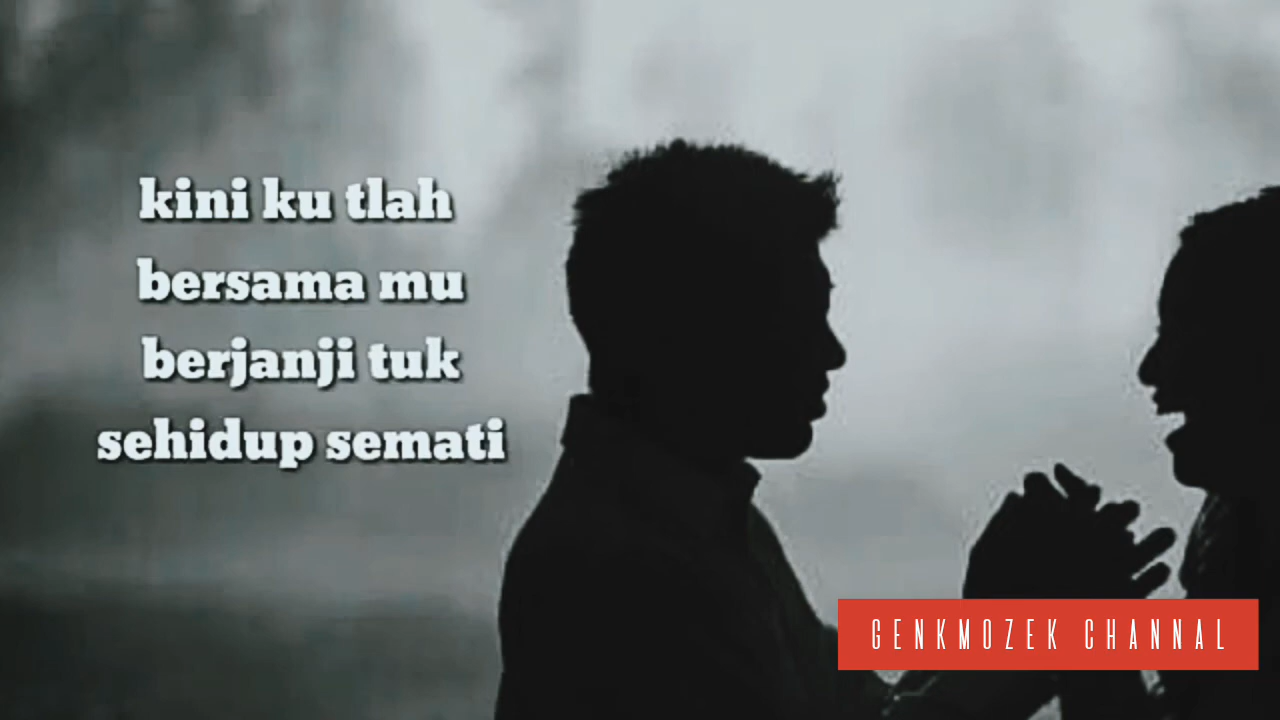 kini ku tlah
bersama mu
berjanji tuk
sehidup semati
GENKMOZEK CHANNAL